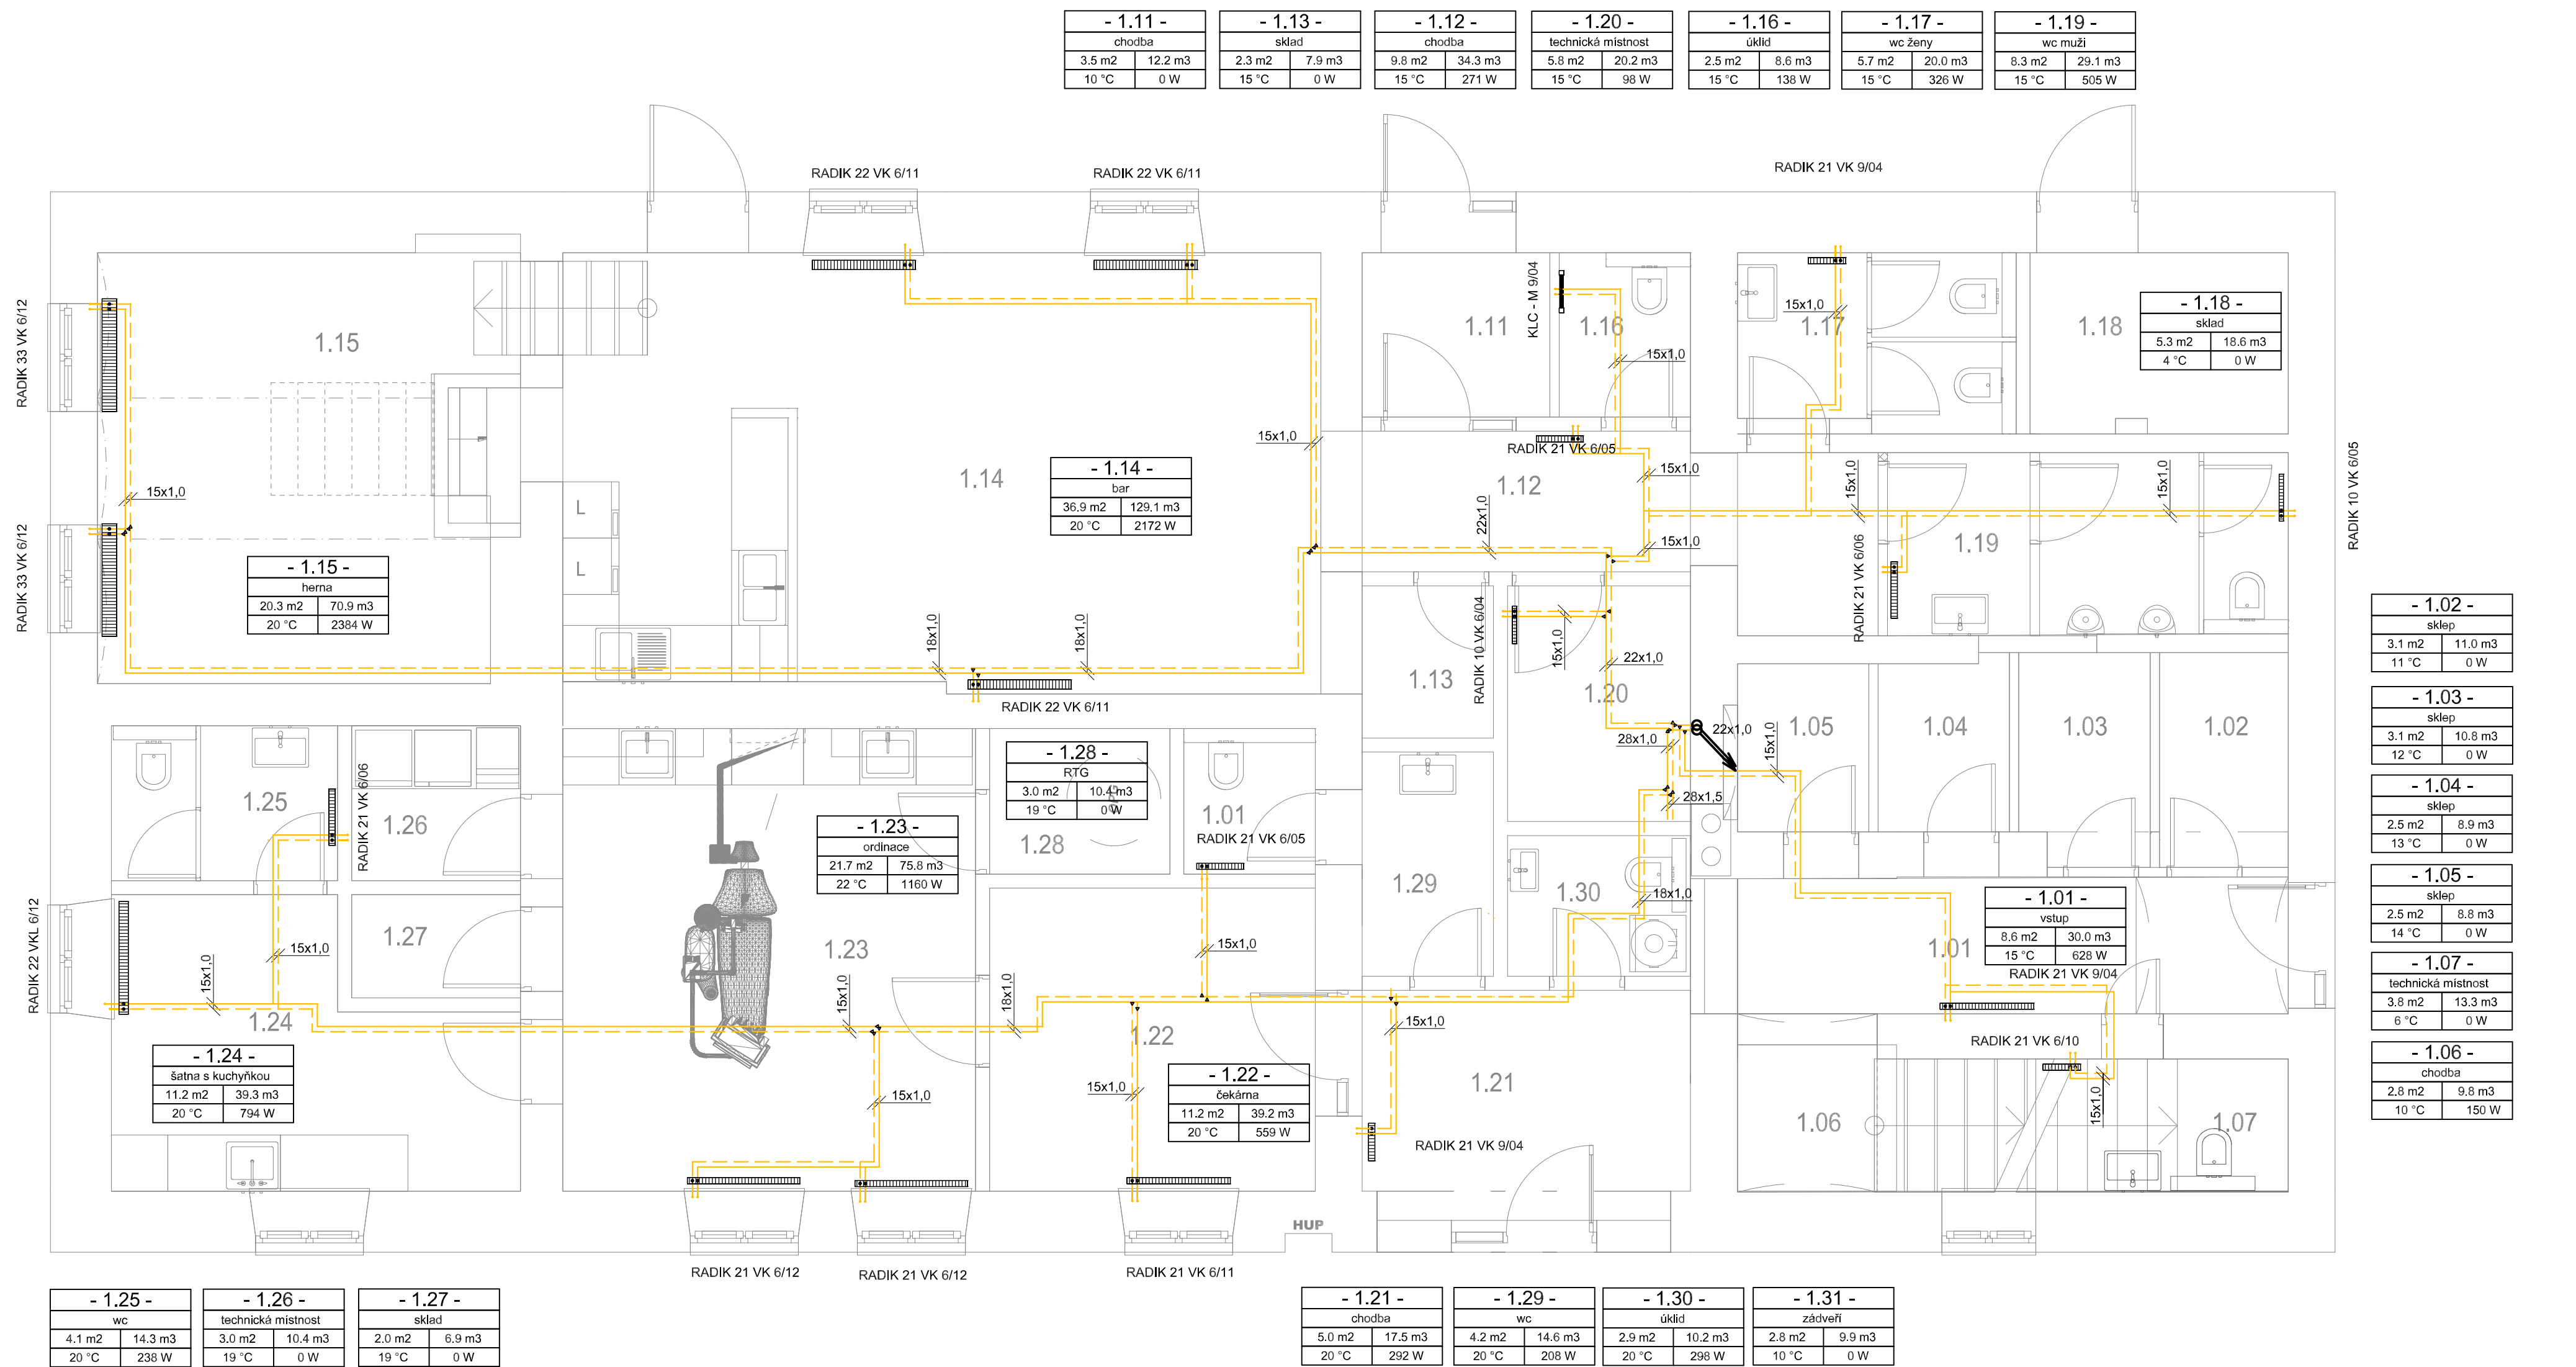 - 1.11 -
chodba
3.5 m2 12.2 m3
10 °C 0 W
- 1.13 -
sklad
2.3 m2 7.9 m3
15 °C 0 W
- 1.12 -
chodba
9.8 m2 34.3 m3
15 °C 271 W
- 1.20 -
technická místnost
5.8 m2 20.2 m3
15 °C 98 W
- 1.16 -
úklid
2.5 m2 8.6 m3
15 °C 138 W
- 1.17 -
wc ženy
5.7 m2 20.0 m3
15 °C 326 W
- 1.19 -
wc muži
8.3 m2 29.1 m3
15 °C 505 W
RADIK 22 VK 6/11
RADIK 22 VK 6/11
RADIK 21 VK 9/04
RADIK 33 VK 6/12
1.15
1.11
KLC - M 9/04
1.16
15x1,0
15x1,0
1.17
1.18
- 1.18 -
sklad
5.3 m2 18.6 m3
4 °C 0 W
15x1,0
RADIK 21 VK 6/05
15x1,0
1.14
- 1.14 -
bar
36.9 m2 129.1 m3
20 °C 2172 W
1.12
22x1,0
15x1,0
15x1,0
15x1,0
15x1,0
RADIK 10 VK 6/05
L
L
RADIK 33 VK 6/12
- 1.15 -
herna
20.3 m2 70.9 m3
20 °C 2384 W
1.19
RADIK 21 VK 6/06
18x1,0
18x1,0
RADIK 22 VK 6/11
1.13
RADIK 10 VK 6/04
15x1,0
22x1,0
1.20
- 1.02 -
sklep
3.1 m2 11.0 m3
11 °C 0 W
- 1.03 -
sklep
3.1 m2 10.8 m3
12 °C 0 W
- 1.04 -
sklep
2.5 m2 8.9 m3
13 °C 0 W
- 1.05 -
sklep
2.5 m2 8.8 m3
14 °C 0 W
- 1.07 -
technická místnost
3.8 m2 13.3 m3
6 °C 0 W
- 1.06 -
chodba
2.8 m2 9.8 m3
10 °C 150 W
28x1,0
22x1,0
15x1,0
28x1,5
1.05
1.04
1.03
1.02
1.25
RADIK 21 VK 6/06
1.26
- 1.28 -
RTG
3.0 m2 10.4 m3
19 °C 0 W
1.28
1.01
RADIK 21 VK 6/05
- 1.23 -
ordinace
21.7 m2 75.8 m3
22 °C 1160 W
1.29
1.30
18x1,0
RADIK 22 VKL 6/12
1.27
15x1,0
15x1,0
1.23
15x1,0
18x1,0
15x1,0
- 1.01 -
vstup
8.6 m2 30.0 m3
15 °C 628 W
1.01
RADIK 21 VK 9/04
1.24
- 1.24 -
šatna s kuchyňkou
11.2 m2 39.3 m3
20 °C 794 W
15x1,0
15x1,0
1.22
- 1.22 -
čekárna
11.2 m2 39.2 m3
20 °C 559 W
15x1,0
1.21
RADIK 21 VK 9/04
RADIK 21 VK 6/10
15x1,0
1.06
1.07
HUP
RADIK 21 VK 6/12
RADIK 21 VK 6/12
RADIK 21 VK 6/11
- 1.25 -
wc
4.1 m2 14.3 m3
20 °C 238 W
- 1.26 -
technická místnost
3.0 m2 10.4 m3
19 °C 0 W
- 1.27 -
sklad
2.0 m2 6.9 m3
19 °C 0 W
- 1.21 -
chodba
5.0 m2 17.5 m3
20 °C 292 W
- 1.29 -
wc
4.2 m2 14.6 m3
20 °C 208 W
- 1.30 -
úklid
2.9 m2 10.2 m3
20 °C 298 W
- 1.31 -
zádveří
2.8 m2 9.9 m3
10 °C 0 W